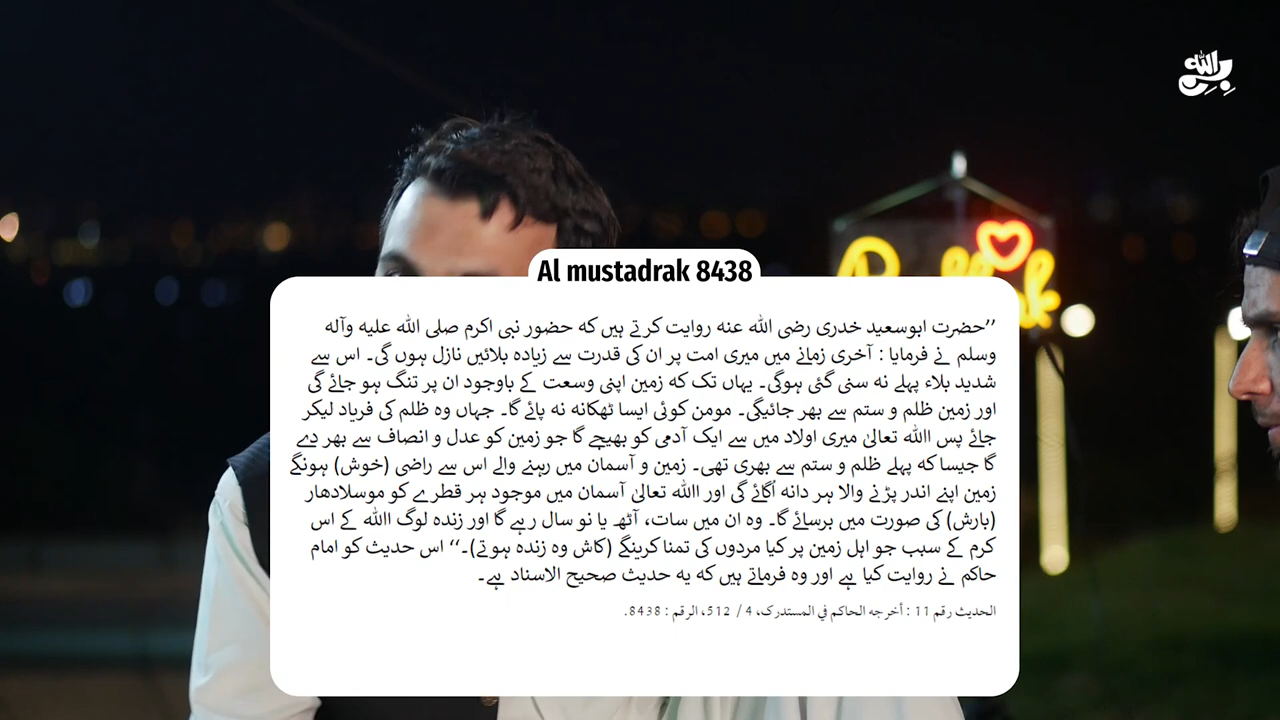 بسم الله
Al mustadrak 8438
’’حضرت ابوسعید خدری رضی اللہ عنہ روایت کرتے ہیں کہ حضور نبی اکرم صلی اللہ علیہ وآلہ
وسلم نے فرمایا : آخری زمانے میں میری امت پر ان کی قدرت سے زیادہ بلائیں نازل ہوں گی۔ اس سے
شدید بلاء پہلے نہ سنی گئی ہوگی۔ یہاں تک کہ زمین اپنی وسعت کے باوجود ان پر تنگ ہو جائے گی
اور زمین ظلم و ستم سے بھر جائیگی۔ مومن کوئی ایسا ٹھکانہ نہ پائے گا۔ جہاں وہ ظلم کی فریاد لیکر
جائے پس اﷲ تعالیٰ میری اولاد میں سے ایک آدمی کو بھیجے گا جو زمین کو عدل و انصاف سے بھر دے
گا جیسا کہ پہلے ظلم و ستم سے بھری تھی۔ زمین و آسمان میں رہنے والے اس سے راضی (خوش) ہونگے
زمین اپنے اندر پڑنے والا ہر دانہ اُگائے گی اور اﷲ تعالیٰ آسمان میں موجود ہر قطرے کو موسلادھار
(بارش) کی صورت میں برسائے گا۔ وہ ان میں سات، آٹھ یا نو سال رہے گا اور زندہ لوگ اﷲ کے اس
کرم کے سبب جو اہل زمین پر کیا مردوں کی تمنا کرینگے (کاش وہ زندہ ہوتے)۔‘‘ اس حدیث کو امام
حاکم نے روایت کیا ہے اور وہ فرماتے ہیں کہ یہ حدیث صحیح الاسناد ہے۔
الحديث رقم 11 : أخرجه الحاکم في المستدرک، 4 / 512، الرقم : 8438.